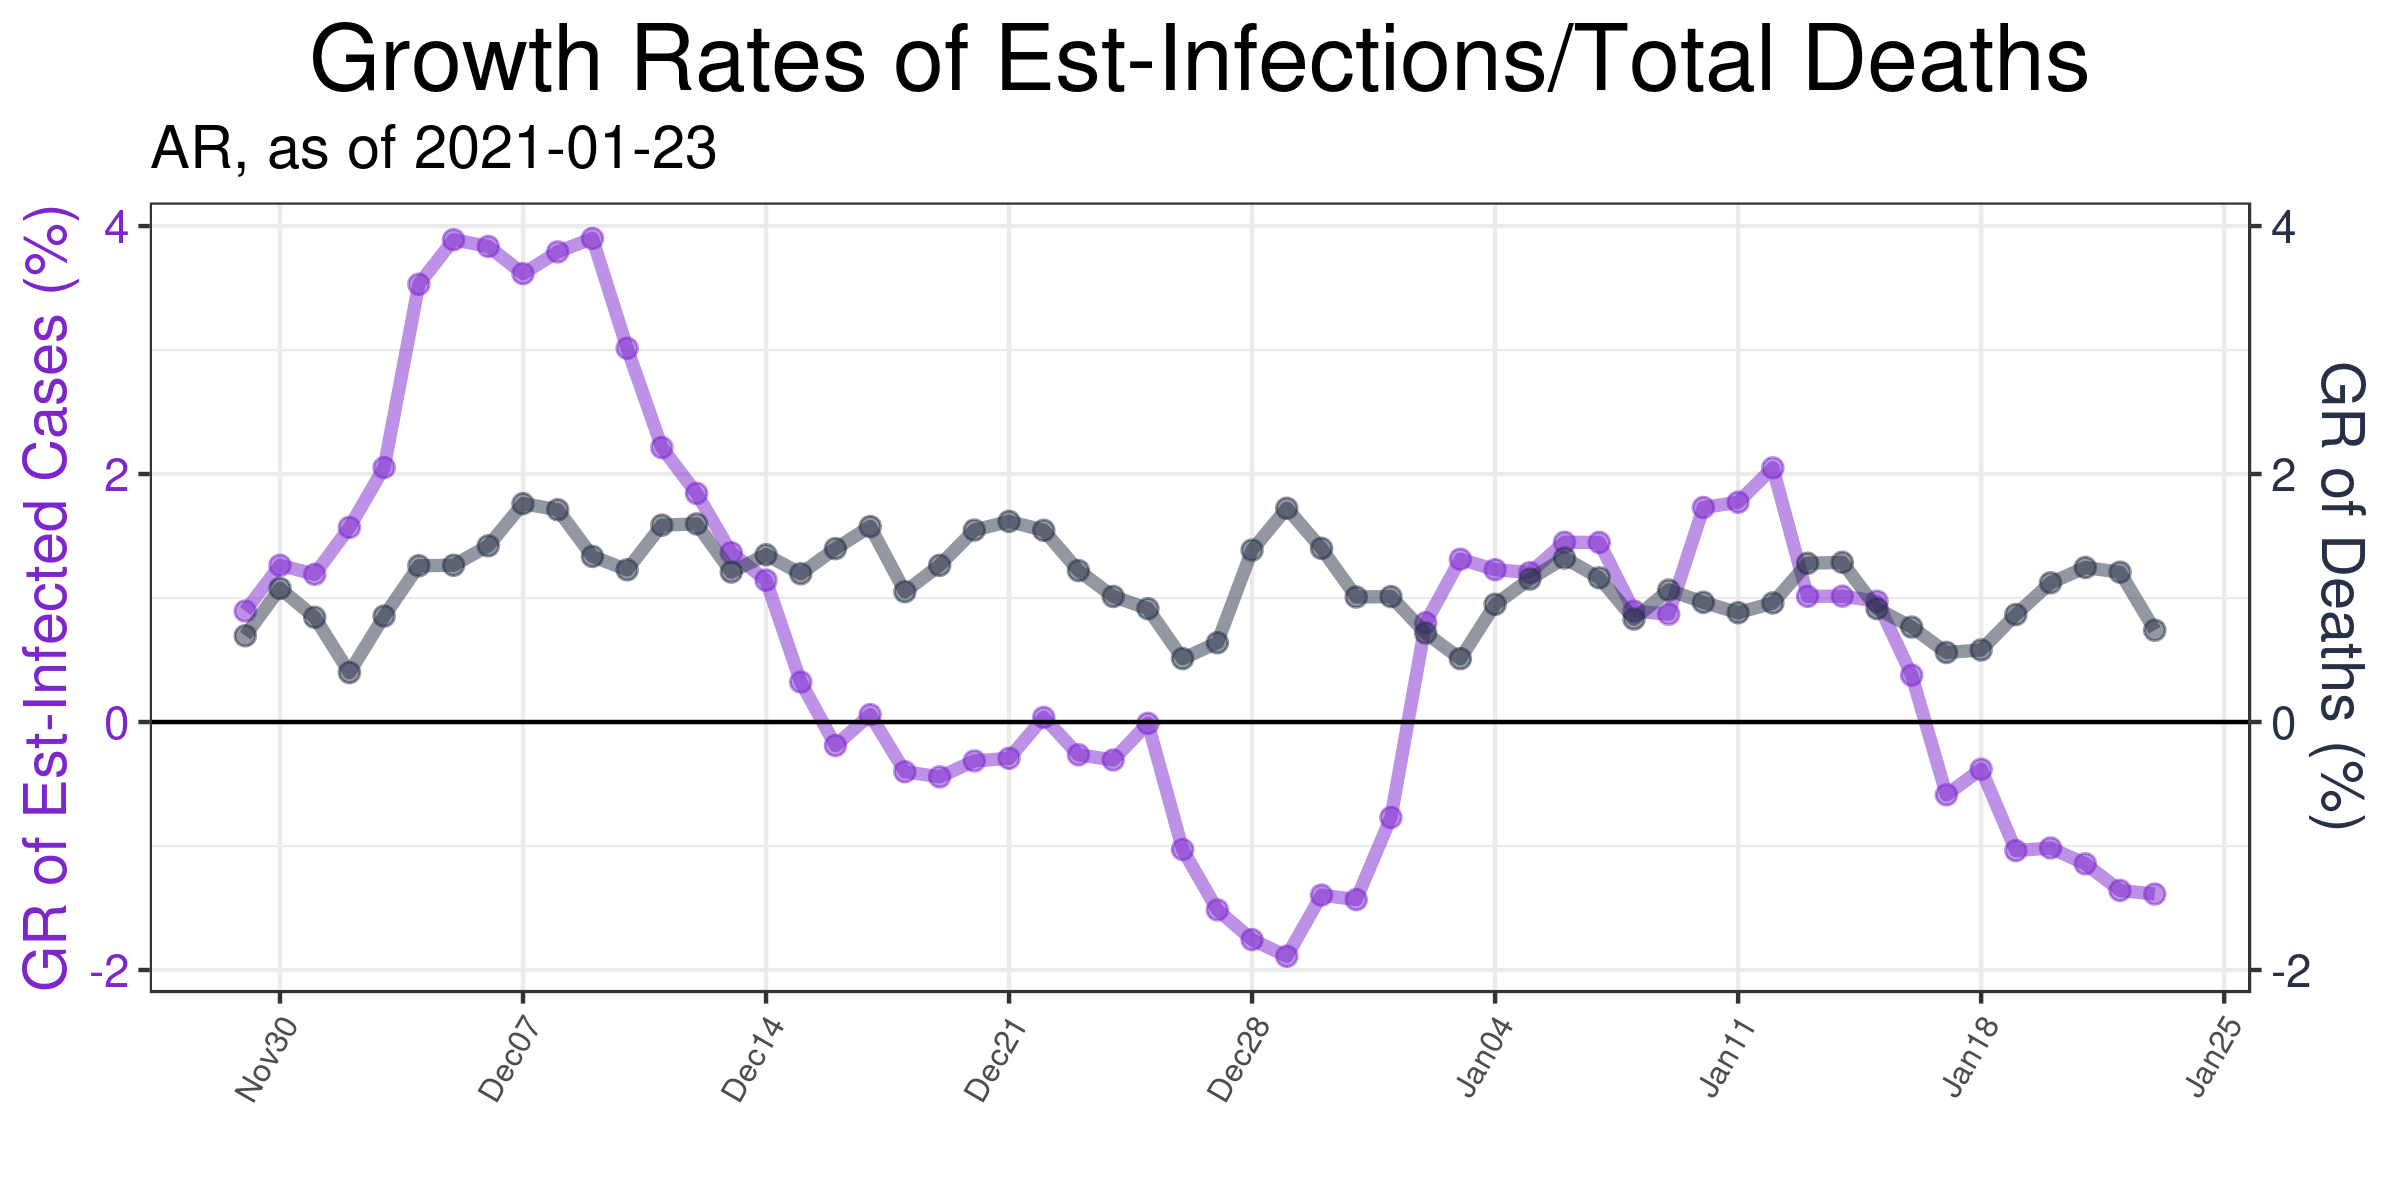 Growth Rates of Est-Infections/Total Deaths
AR, as of 2021-01-23
GR of Est-Infected Cases (%)
4
2
0
-2
4
2
0
-2
GR of Deaths (%)
Nov30
Dec07
Dec14
Dec21
Dec28
Jan04
Jan11
Jan18
Jan25